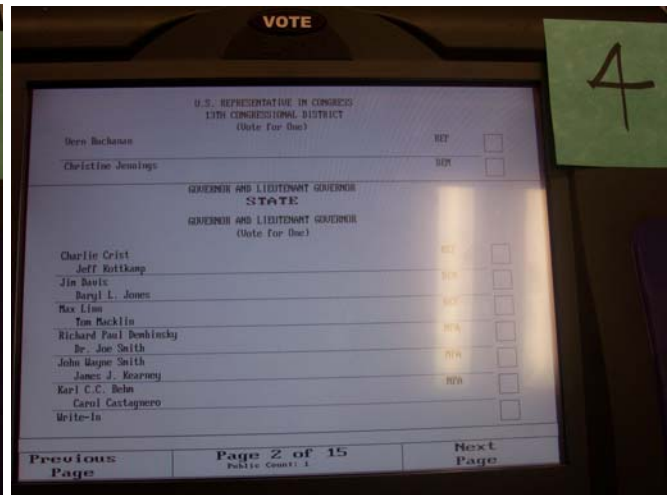 VOTE
4
U.S. REPRESENTATIVE IN CONGRESS
13TH CONGRESSIONAL DISTRICT
(Vote for One)
Vern Buchanan REP
Christine Jennings DEM
GOVERNOR AND LIEUTENANT GOVERNOR
STATE
GOVERNOR AND LIEUTENANT GOVERNOR
(Vote for One)
Charlie Crist REP
Jeff Kottkamp
Jim Davis DEM
Daryl L. Jones
Max Linn REF
Tom Macklin
Richard Paul Dembinsky NPA
Dr. Joe Smith
John Wayne Smith NPA
James J. Kearney
Karl C.C. Behm NPA
Carol Castagnero
Write-In
Previous Page
Page 2 of 15
Public Count: 1
Next Page